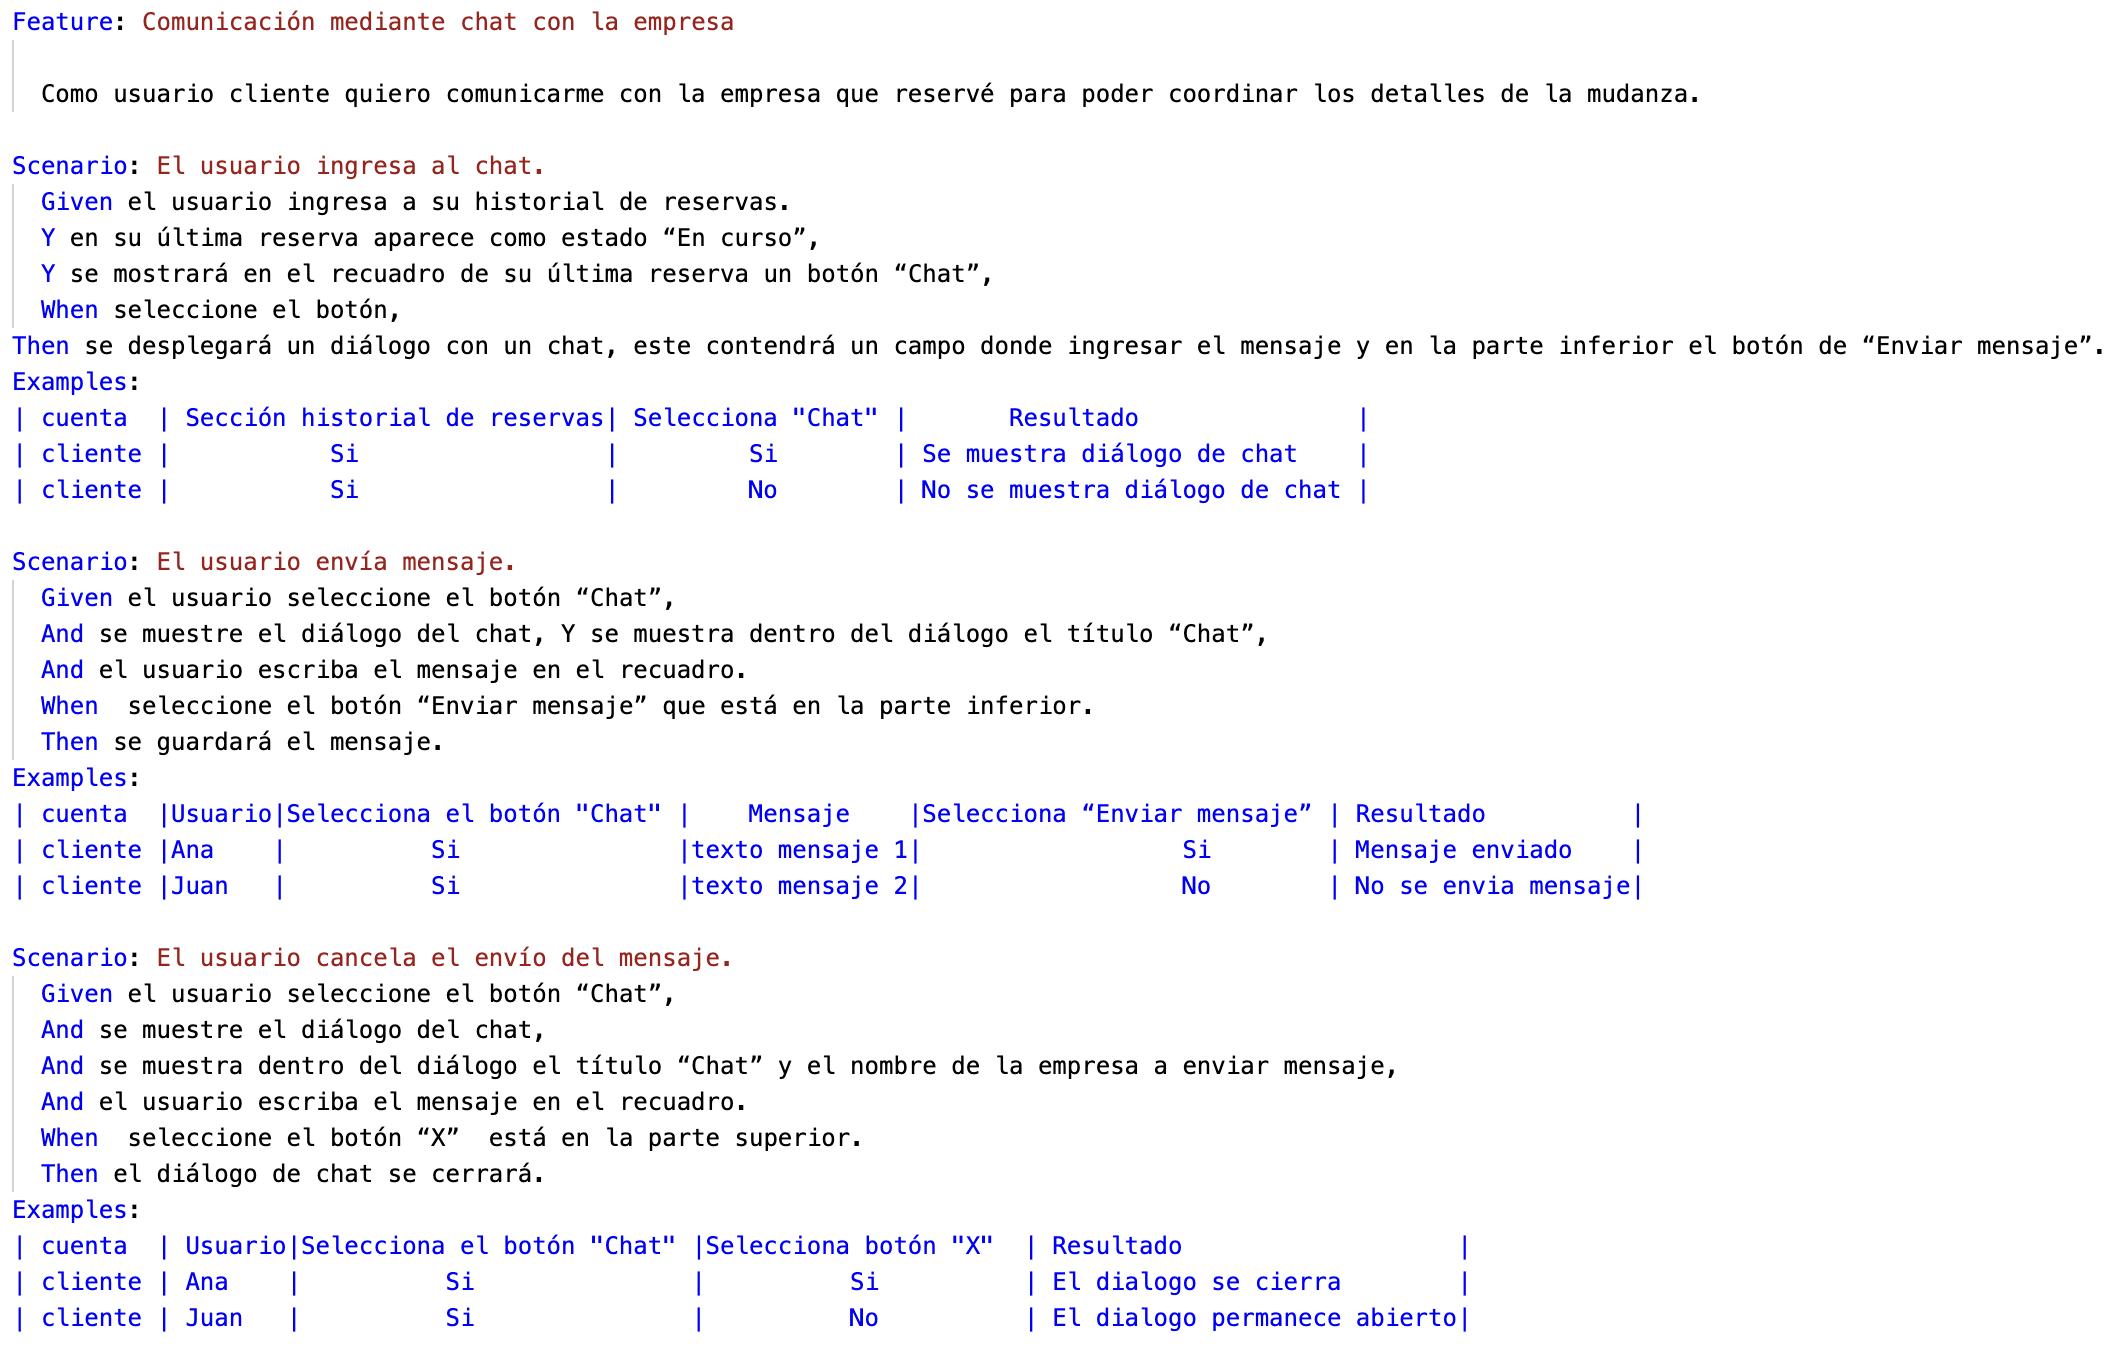 Feature: Comunicación mediante chat con la empresa
Como usuario cliente quiero comunicarme con la empresa que reservé para poder coordinar los detalles de la mudanza.
Scenario: El usuario ingresa al chat.
Given el usuario ingresa a su historial de reservas.
Y en su última reserva aparece como estado “En curso”,
Y se mostrará en el recuadro de su última reserva un botón “Chat”,
When seleccione el botón,
Then se desplegará un diálogo con un chat, este contendrá un campo donde ingresar el mensaje y en la parte inferior el botón de “Enviar mensaje”.
Examples:
| cuenta | Sección historial de reservas| Selecciona "Chat" | Resultado |
| cliente | Si | Si | Se muestra diálogo de chat |
| cliente | Si | No | No se muestra diálogo de chat |
Scenario: El usuario envía mensaje.
Given el usuario seleccione el botón “Chat”,
And se muestre el diálogo del chat, Y se muestra dentro del diálogo el título “Chat”,
And el usuario escriba el mensaje en el recuadro.
When seleccione el botón “Enviar mensaje” que está en la parte inferior.
Then se guardará el mensaje.
Examples:
| cuenta |Usuario|Selecciona el botón "Chat" | Mensaje |Selecciona “Enviar mensaje” | Resultado |
| cliente |Ana | Si |texto mensaje 1| Si | Mensaje enviado |
| cliente |Juan | Si |texto mensaje 2| No | No se envia mensaje|
Scenario: El usuario cancela el envío del mensaje.
Given el usuario seleccione el botón “Chat”,
And se muestre el diálogo del chat,
And se muestra dentro del diálogo el título “Chat” y el nombre de la empresa a enviar mensaje,
And el usuario escriba el mensaje en el recuadro.
When seleccione el botón “X” está en la parte superior.
Then el diálogo de chat se cerrará.
Examples:
| cuenta | Usuario|Selecciona el botón "Chat" |Selecciona botón "X" | Resultado |
| cliente | Ana | Si | Si | El dialogo se cierra |
| cliente | Juan | Si | No | El dialogo permanece abierto|